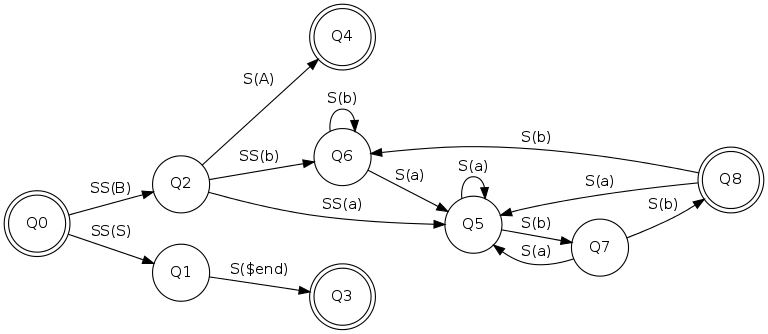 Q4
S(A)
S(b)
S(b)
SS(b)
Q6
S(a)
S(a)
S(a)
Q8
SS(B)
Q2
SS(a)
S(b)
Q0
Q5
S(b)
SS(S)
S(a)
Q7
Q1
S($end)
Q3